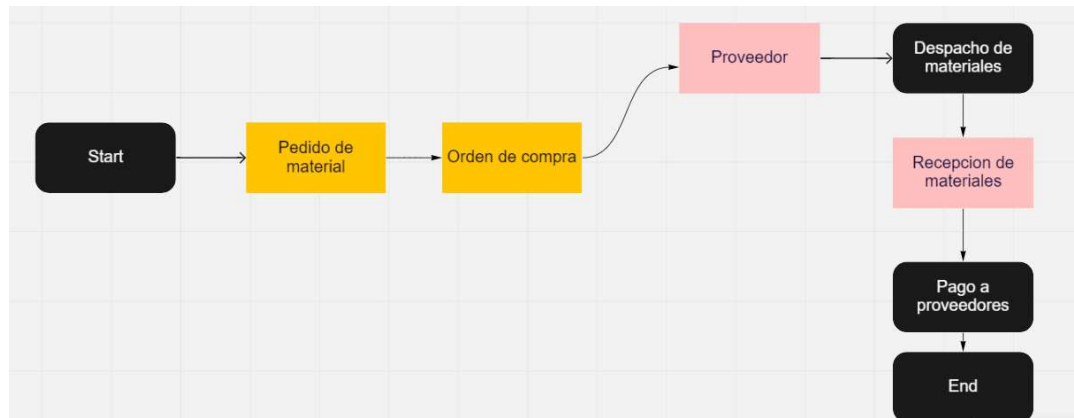 Start
Pedido de
material
Orden de compra
Proveedor
Despacho de
materiales
Recepcion de
materiales
Pago a
proveedores
End